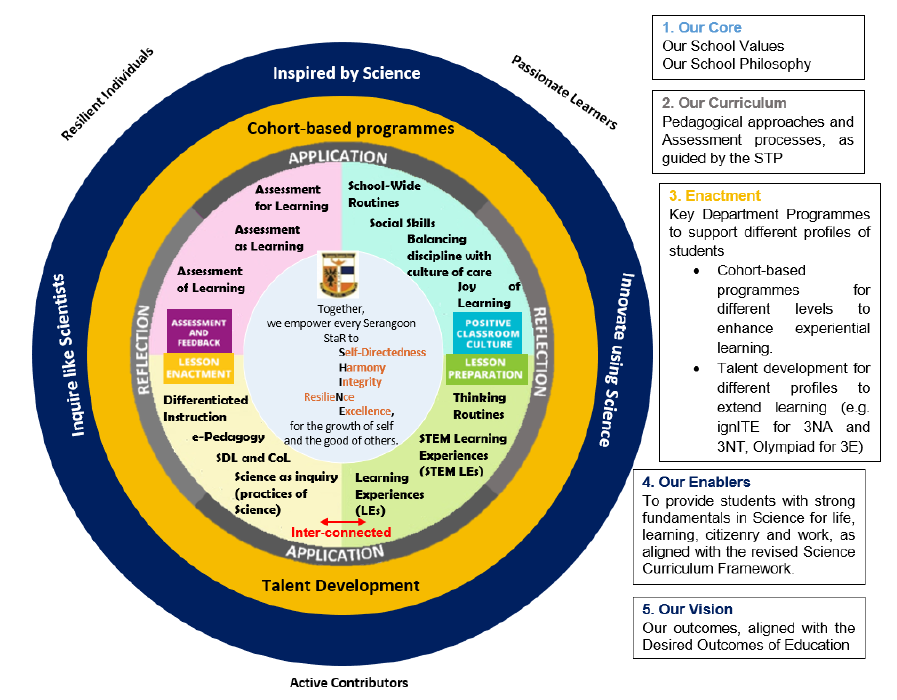 Resilient Individuals
Passionate Learners
Inspired by Science
Inquire like Scientists
Innovate using Science
Active Contributors
Cohort-based programmes
Talent Development
APPLICATION
REFLECTION
REFLECTION
APPLICATION
Assessment
for Learning
Assessment
as Learning
Assessment
of Learning
ASSESSMENT
AND
FEEDBACK
School-Wide
Routines
Social Skills
Balancing
discipline with
culture of care
Joy of
Learning
POSITIVE
CLASSROOM
CULTURE
Together,
we empower every Serangoon
StaR to
Self-Directedness
Harmony
Integrity
ResilieNce
Excellence,
for the growth of self
and the good of others.
LESSON
ENACTMENT
Differentiated
Instruction
e-Pedagogy
SDL and CoL
Science as inquiry
(practices of
Science)
LESSON
PREPARATION
Thinking
Routines
STEM Learning
Experiences
(STEM LEs)
Learning
Experiences
(LEs)
Inter-connected
1. Our Core
Our School Values
Our School Philosophy
2. Our Curriculum
Pedagogical approaches and
Assessment processes, as
guided by the STP
3. Enactment
Key Department Programmes
to support different profiles of
students
• Cohort-based
programmes for
different levels to
enhance experiential
learning.
• Talent development for
different profiles to
extend learning (e.g.
ignITE for 3NA and
3NT, Olympiad for 3E)
4. Our Enablers
To provide students with strong
fundamentals in Science for life,
learning, citizenry and work, as
aligned with the revised Science
Curriculum Framework.
5. Our Vision
Our outcomes, aligned with the
Desired Outcomes of Education